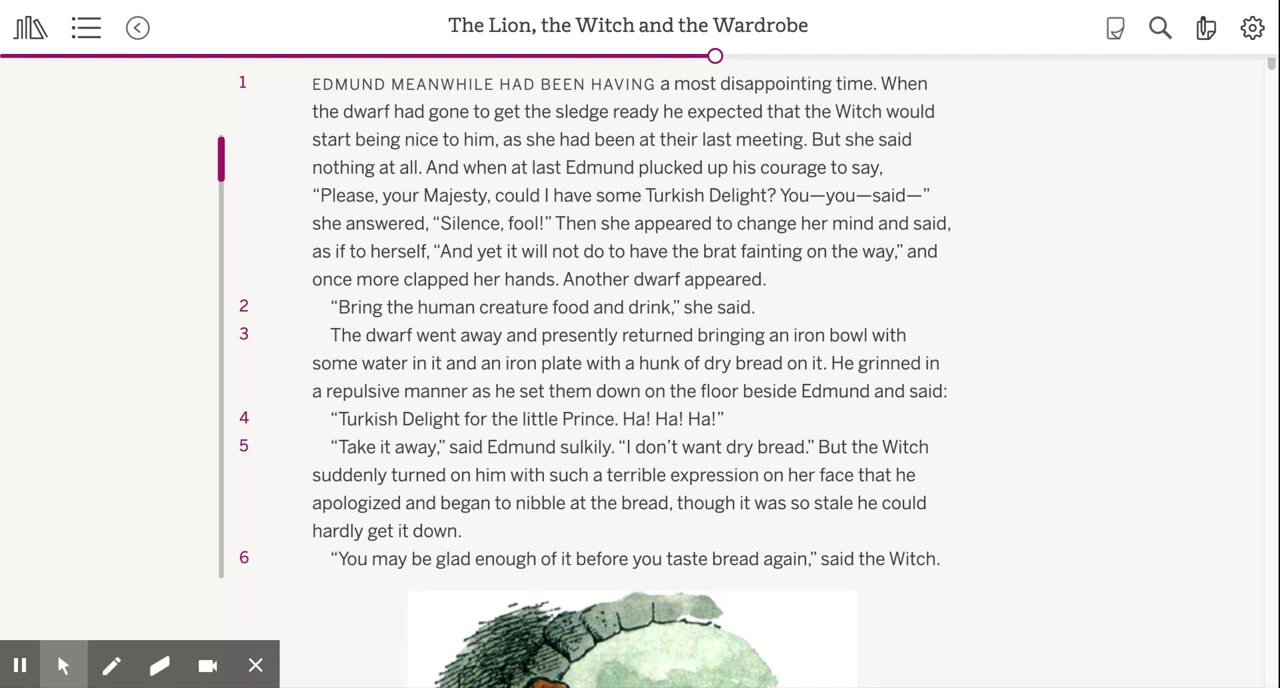 The Lion, the Witch and the Wardrobe
1 EDMUND MEANWHILE HAD BEEN HAVING a most disappointing time. When
the dwarf had gone to get the sledge ready he expected that the Witch would
start being nice to him, as she had been at their last meeting. But she said
nothing at all. And when at last Edmund plucked up his courage to say,
“Please, your Majesty, could I have some Turkish Delight? You—you—said—”
she answered, “Silence, fool!” Then she appeared to change her mind and said,
as if to herself, “And yet it will not do to have the brat fainting on the way,” and
once more clapped her hands. Another dwarf appeared.
2 “Bring the human creature food and drink,” she said.
3 The dwarf went away and presently returned bringing an iron bowl with
some water in it and an iron plate with a hunk of dry bread on it. He grinned in
a repulsive manner as he set them down on the floor beside Edmund and said:
4 “Turkish Delight for the little Prince. Ha! Ha! Ha!”
5 “Take it away,” said Edmund sulkily. “I don’t want dry bread.” But the Witch
suddenly turned on him with such a terrible expression on her face that he
apologized and began to nibble at the bread, though it was so stale he could
hardly get it down.
6 “You may be glad enough of it before you taste bread again,” said the Witch.